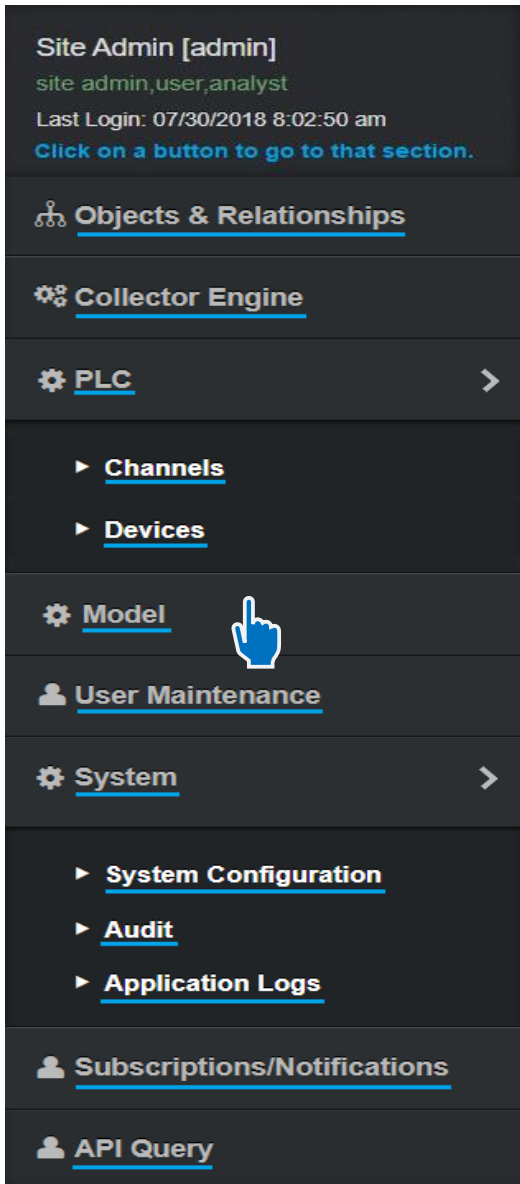 Site Admin [admin]
site admin,user,analyst
Last Login: 07/30/2018 8:02:50 am
Click on a button to go to that section.
Objects & Relationships
Collector Engine
PLC
Channels
Devices
Model
User Maintenance
System
System Configuration
Audit
Application Logs
Subscriptions/Notifications
API Query